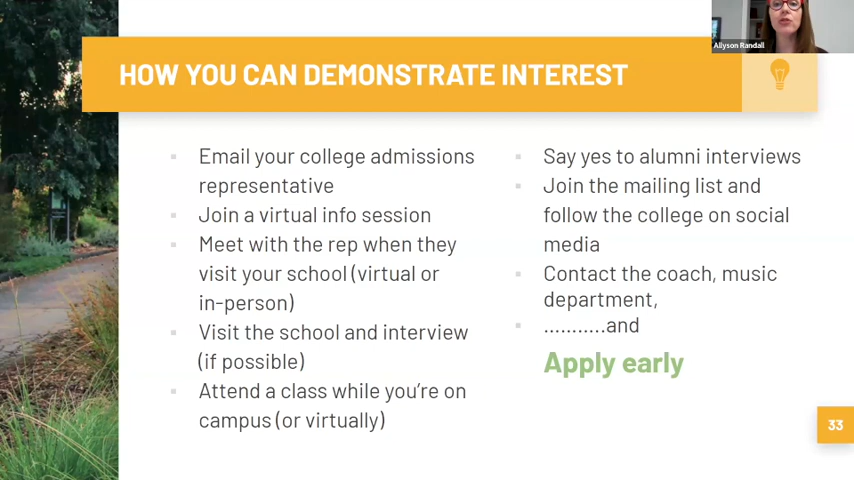 Allyson Randall
HOW YOU CAN DEMONSTRATE INTEREST
Email your college admissions
representative
Join a virtual info session
Meet with the rep when they
visit your school (virtual or
in-person)
Visit the school and interview
(if possible)
Attend a class while you're on
campus (or virtually)
Say yes to alumni interviews
Join the mailing list and
follow the college on social
media
Contact the coach, music
department,
...........and
Apply early
33